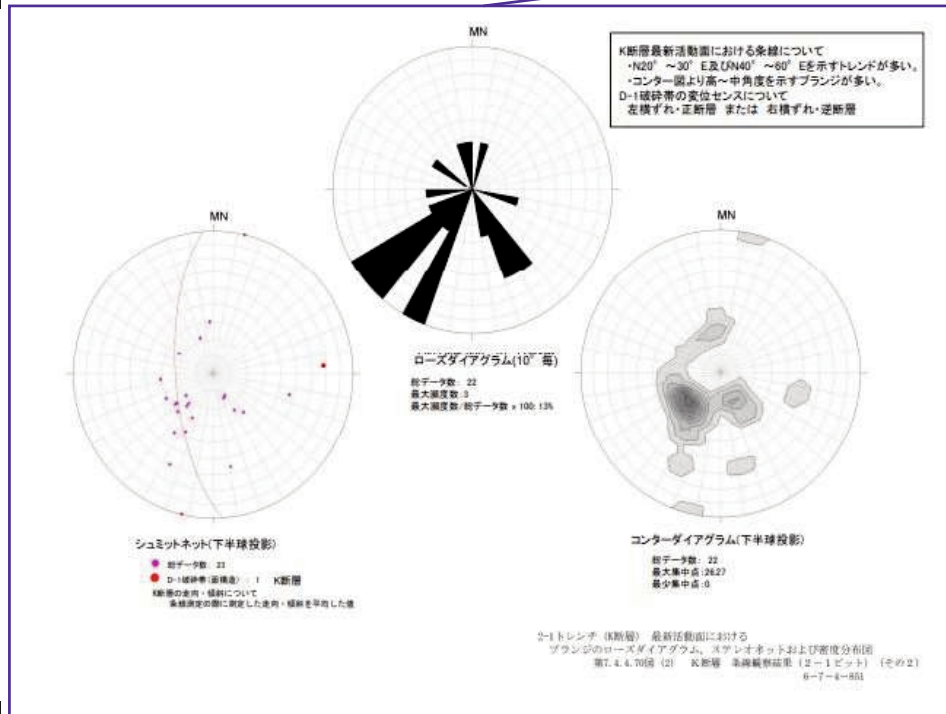 MN
K断層最新活動面における条線について
・N20°～30°E及びN40°～60°Eを示すトレンドが多い。
・コンター図より高～中角度を示すプランジが多い。
D-1破砕帯の変位センスについて
左横ずれ・正断層 または 右横ずれ・逆断層
ローズダイアグラム(10°毎)
総データ数: 22
最大頻度数: 3
最大頻度数/総データ数 x 100: 13%
MN
シュミットネット(下半球投影)
総データ数: 23
D-1破砕帯(面構造): 1 K断層
K断層の走向・傾斜について
条線測定の際に測定した走向・傾斜を平均した値
MN
コンターダイアグラム(下半球投影)
総データ数: 22
最大集中点:26.27
最少集中点:0
2-1トレンチ (K断層) 最新活動面における
プランジのローズダイアグラム、ステレオネットおよび密度分布図
第7.4.4.70図 (2) K断層 条線観察結果 (2-1ピット) (その2)
6-7-4-851